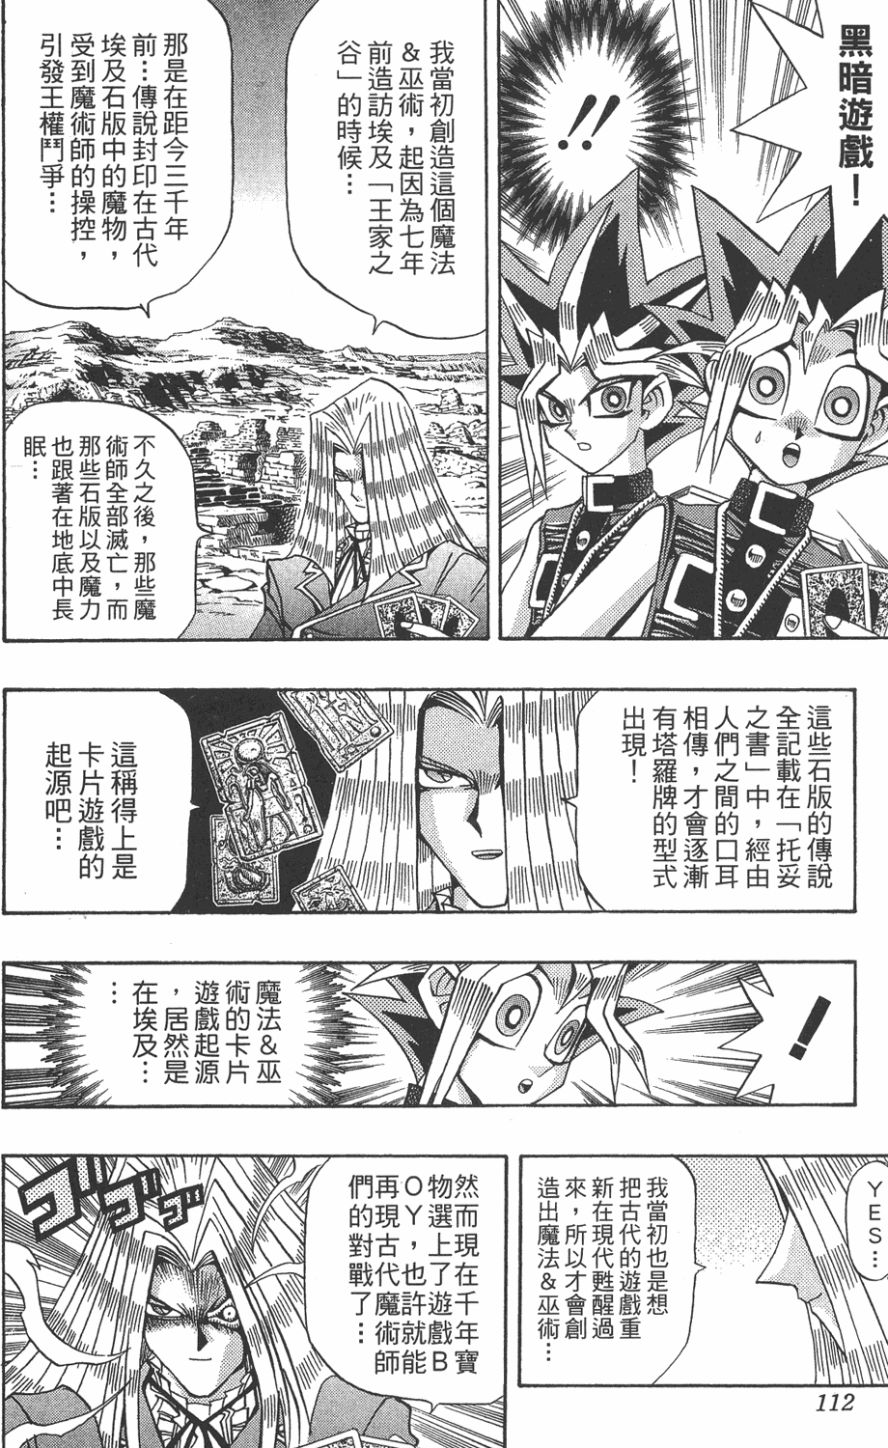 黑暗遊戲！
!!
我當初創造這個魔法
&巫術，起因為七年
前造訪埃及「王家之
谷」的時候…
那是在距今三千年
前…傳說封印在古代
埃及石版中的魔物，
受到魔術師的操控，
引發王權鬥爭…
不久之後，那些魔
術師全部滅亡，而
那些石版以及魔力
也跟著在地底中長
眠…
這些石版的傳說
全記載在「托妥
之書」中，經由
人們之間的口耳
相傳，才會逐漸
有塔羅牌的型式
出現！
這稱得上是
卡片遊戲的
起源吧…
！
魔法&巫
術的卡片
遊戲起源
，居然是
在埃及…
…
YES…
我當初也是想
把古代的遊戲重
新在現代甦醒過
來，所以才會創
造出魔法&巫術…
然而現在千年寶
物選上了遊戲B
OY，也許就能
再現古代魔術師
們的對戰了…
ゴゴゴ
112